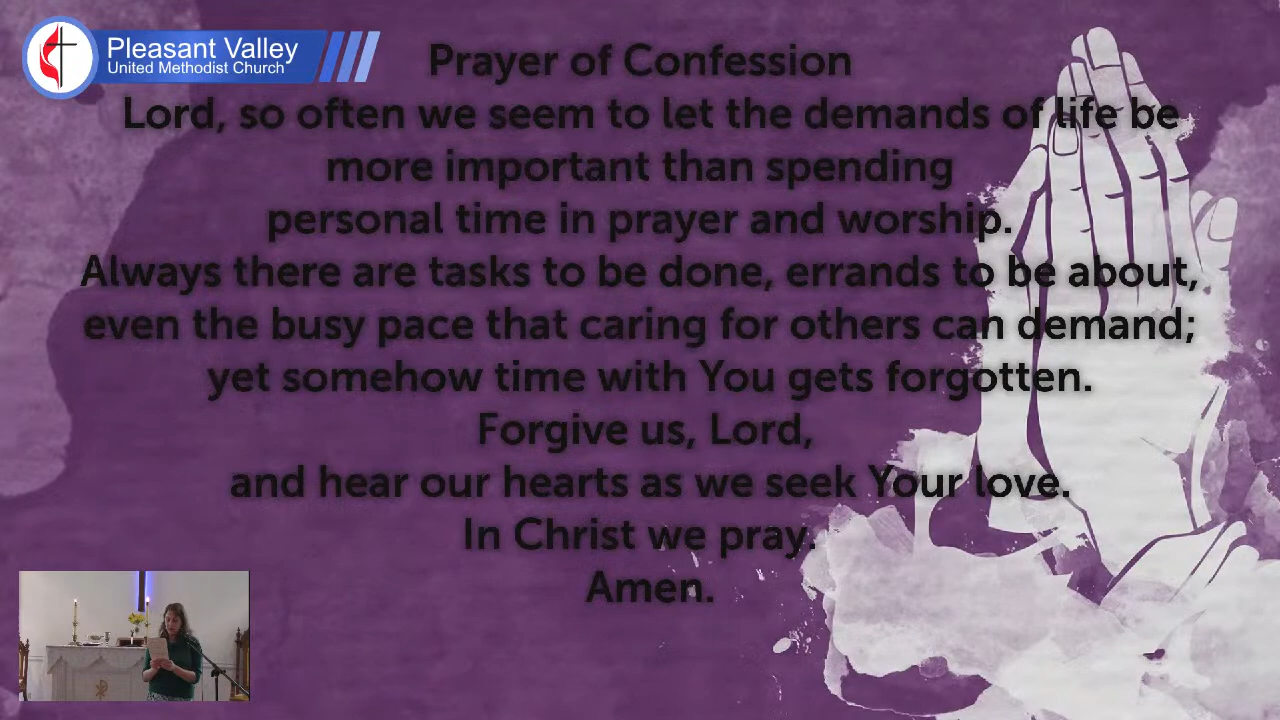 Pleasant Valley
United Methodist Church
Prayer of Confession
Lord, so often we seem to let the demands of life be
more important than spending
personal time in prayer and worship.
Always there are tasks to be done, errands to be about,
even the busy pace that caring for others can demand;
yet somehow time with You gets forgotten.
Forgive us, Lord,
and hear our hearts as we seek Your love.
In Christ we pray.
Amen.